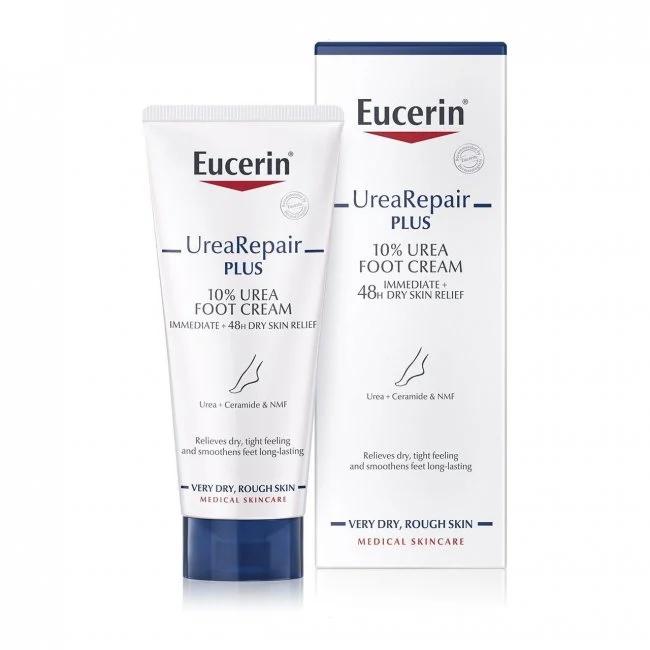 Eucerin®
UreaRepair
PLUS
10% UREA
FOOT CREAM
IMMEDIATE + 48H DRY SKIN RELIEF
Urea + Ceramide & NMF
Relieves dry, tight feeling
and smoothens feet long-lasting
VERY DRY, ROUGH SKIN
MEDICAL SKINCARE
Eucerin®
UreaRepair
PLUS
10% UREA
FOOT CREAM
IMMEDIATE +
48H DRY SKIN RELIEF
Urea + Ceramide & NMF
Relieves dry, tight feeling
and smoothens feet long-lasting
VERY DRY, ROUGH SKIN
MEDICAL SKINCARE